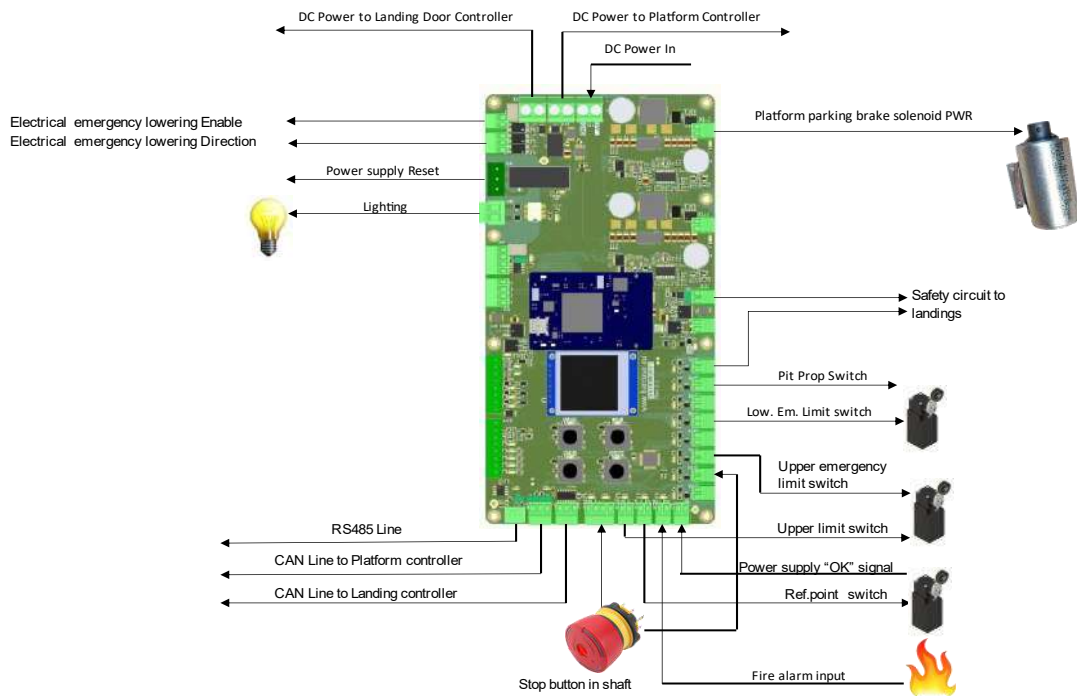 DC Power to Landing Door Controller
DC Power to Platform Controller
DC Power In
Electrical emergency lowering Enable
Electrical emergency lowering Direction
Platform parking brake solenoid PWR
Power supply Reset
Lighting
Safety circuit to
landings
Pit Prop Switch
Low. Em. Limit switch
Upper emergency
limit switch
RS485 Line
Upper limit switch
CAN Line to Platform controller
Power supply “OK” signal
CAN Line to Landing controller
Ref.point switch
Stop button in shaft
Fire alarm input